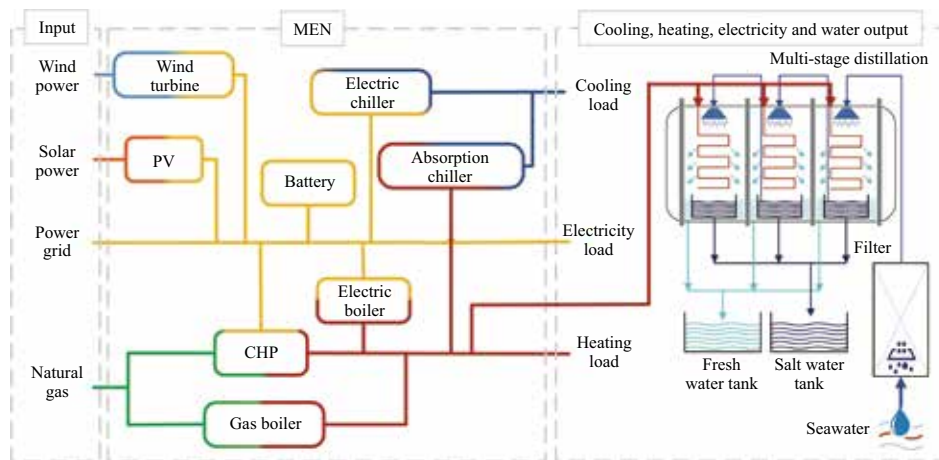 Input
MEN
Cooling, heating, electricity and water output
Wind
power
Wind
turbine
Electric
chiller
Cooling
load
Multi-stage distillation
Solar
power
PV
Battery
Absorption
chiller
Power
grid
Electricity
load
Filter
Electric
boiler
CHP
Heating
load
Natural
gas
Gas boiler
Fresh
water tank
Salt water
tank
Seawater